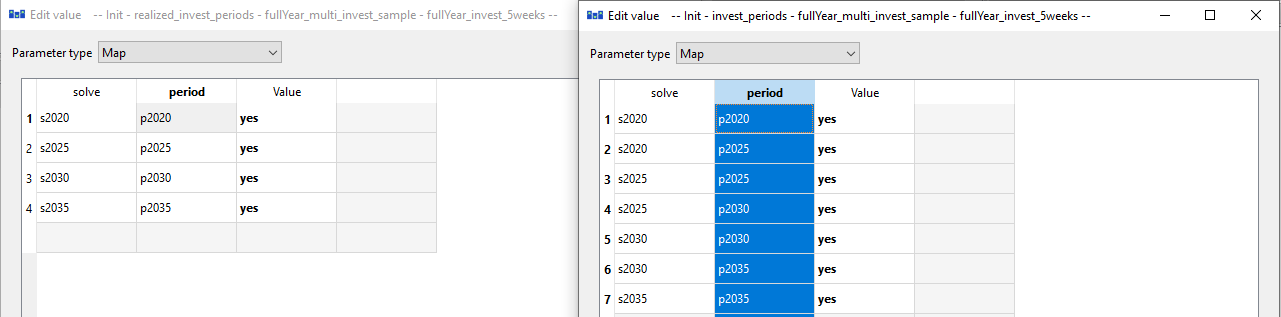 Edit value -- Init - realized_invest_periods - fullYear_multi_invest_sample - fullYear_invest_5weeks --
Parameter type Map
solve period Value
1 s2020 p2020 yes
2 s2025 p2025 yes
3 s2030 p2030 yes
4 s2035 p2035 yes
Edit value -- Init - invest_periods - fullYear_multi_invest_sample - fullYear_invest_5weeks --
Parameter type Map
solve period Value
1 s2020 p2020 yes
2 s2020 p2025 yes
3 s2025 p2025 yes
4 s2025 p2030 yes
5 s2030 p2030 yes
6 s2030 p2035 yes
7 s2035 p2035 yes